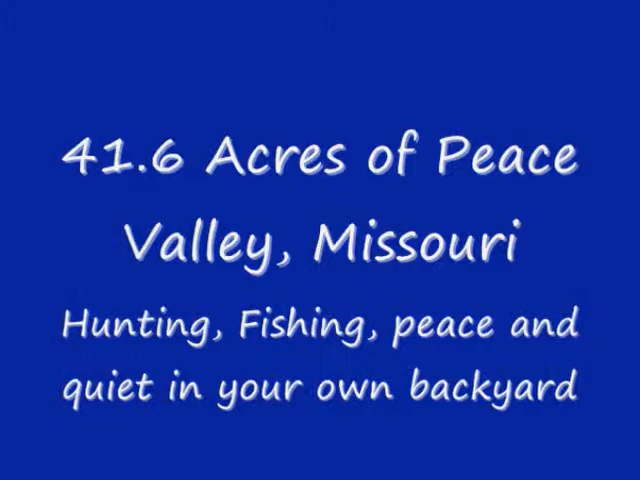 41.6 Acres of Peace
Valley, Missouri
Hunting, Fishing, peace and
quiet in your own backyard